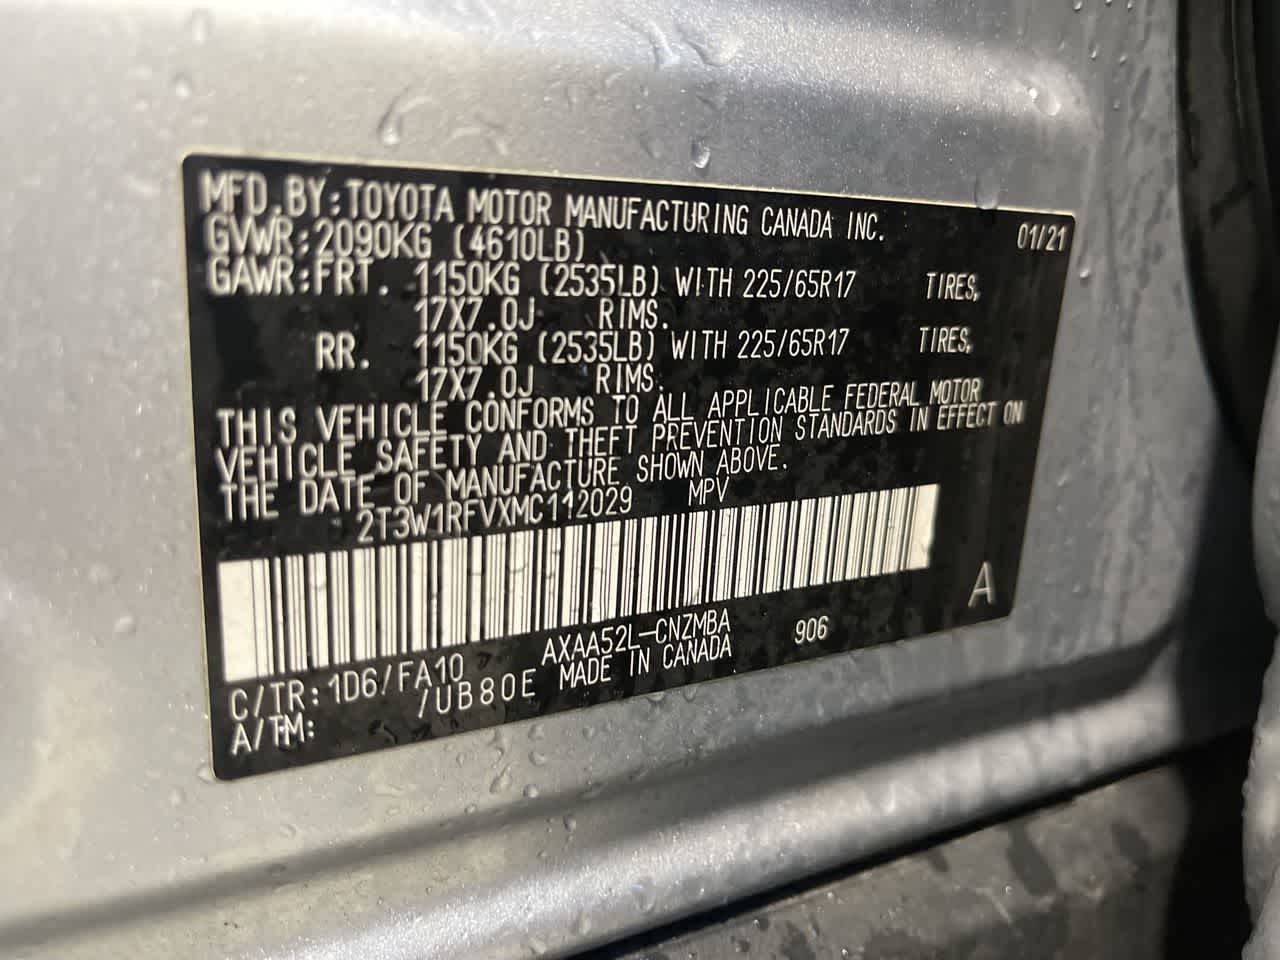 MFD.BY:TOYOTA MOTOR MANUFACTURING CANADA INC. 01/21
GVWR:2090KG (4610LB)
GAWR:FRT. 1150KG (2535LB) WITH 225/65R17 TIRES,
17X7.0J RIMS.
RR. 1150KG (2535LB) WITH 225/65R17 TIRES,
17X7.0J RIMS.
THIS VEHICLE CONFORMS TO ALL APPLICABLE FEDERAL MOTOR
VEHICLE SAFETY AND THEFT PREVENTION STANDARDS IN EFFECT ON
THE DATE OF MANUFACTURE SHOWN ABOVE.
2T3W1RFVXMC112029 MPV
A
C/TR:1D6/FA10 AXAA52L-CNZMBA 906
A/TM: /UB80E MADE IN CANADA